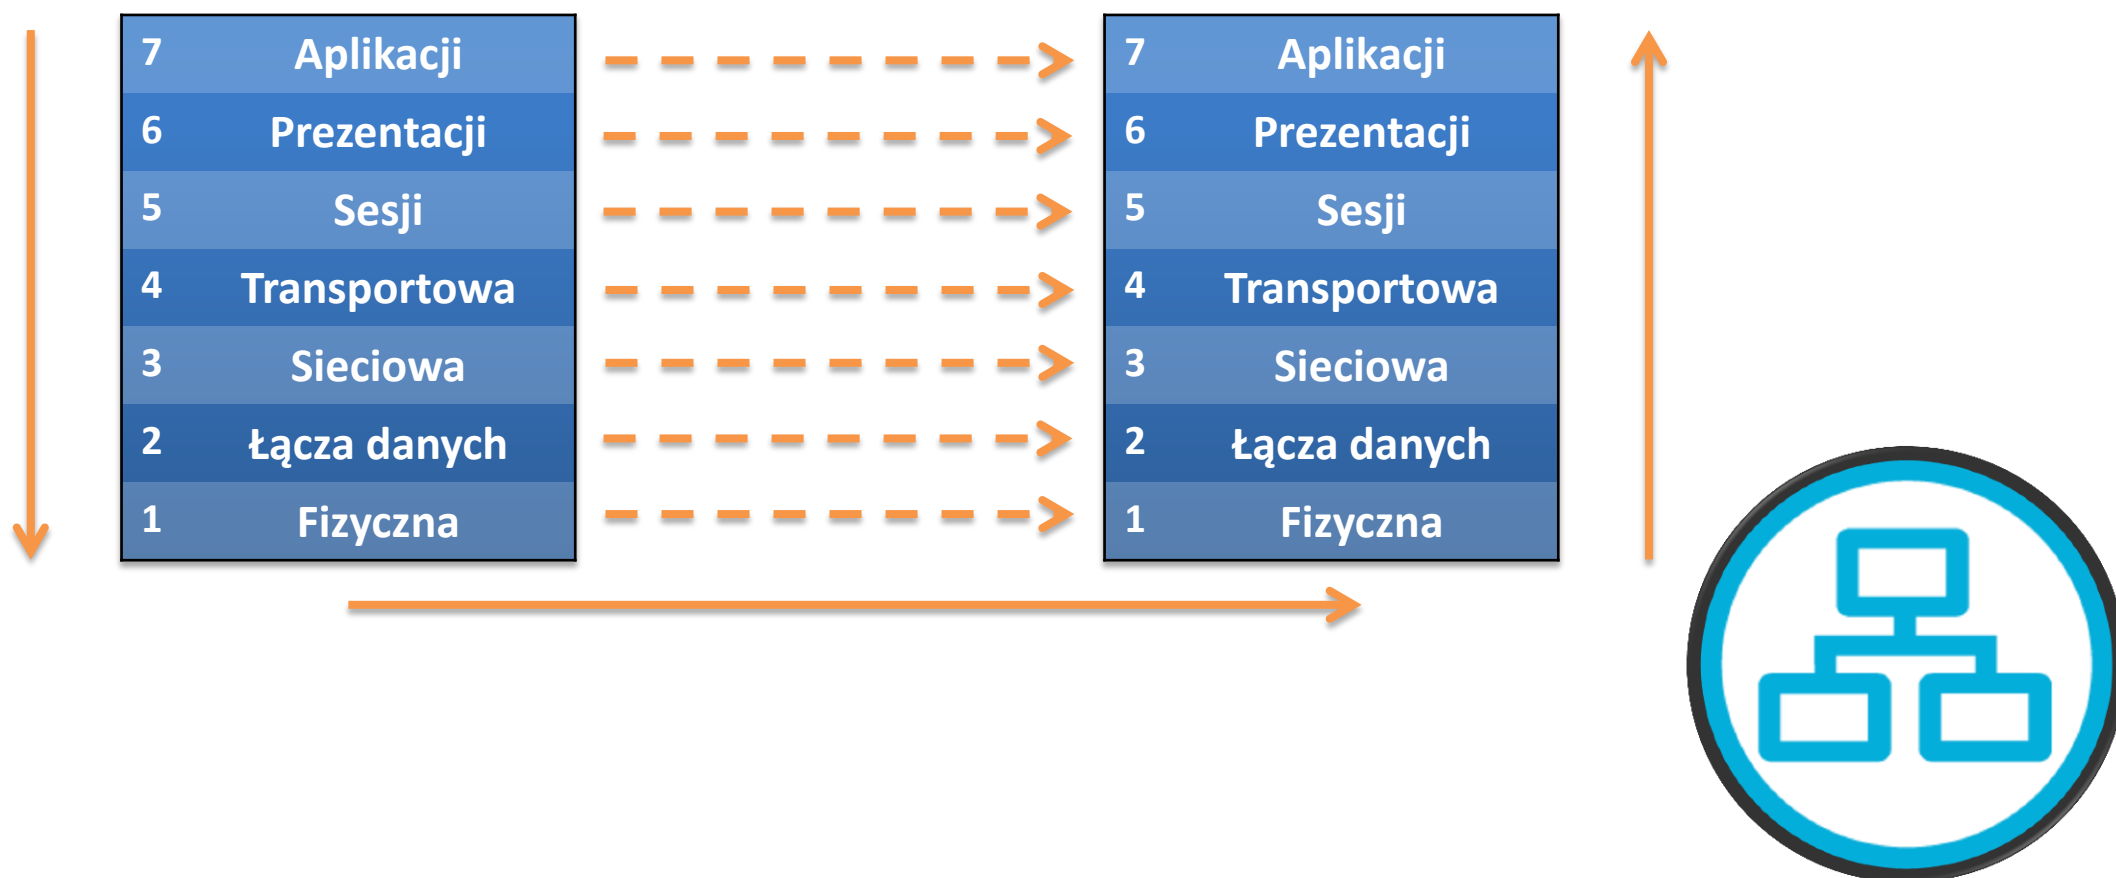 7 Aplikacji
6 Prezentacji
5 Sesji
4 Transportowa
3 Sieciowa
2 Łącza danych
1 Fizyczna
7 Aplikacji
6 Prezentacji
5 Sesji
4 Transportowa
3 Sieciowa
2 Łącza danych
1 Fizyczna